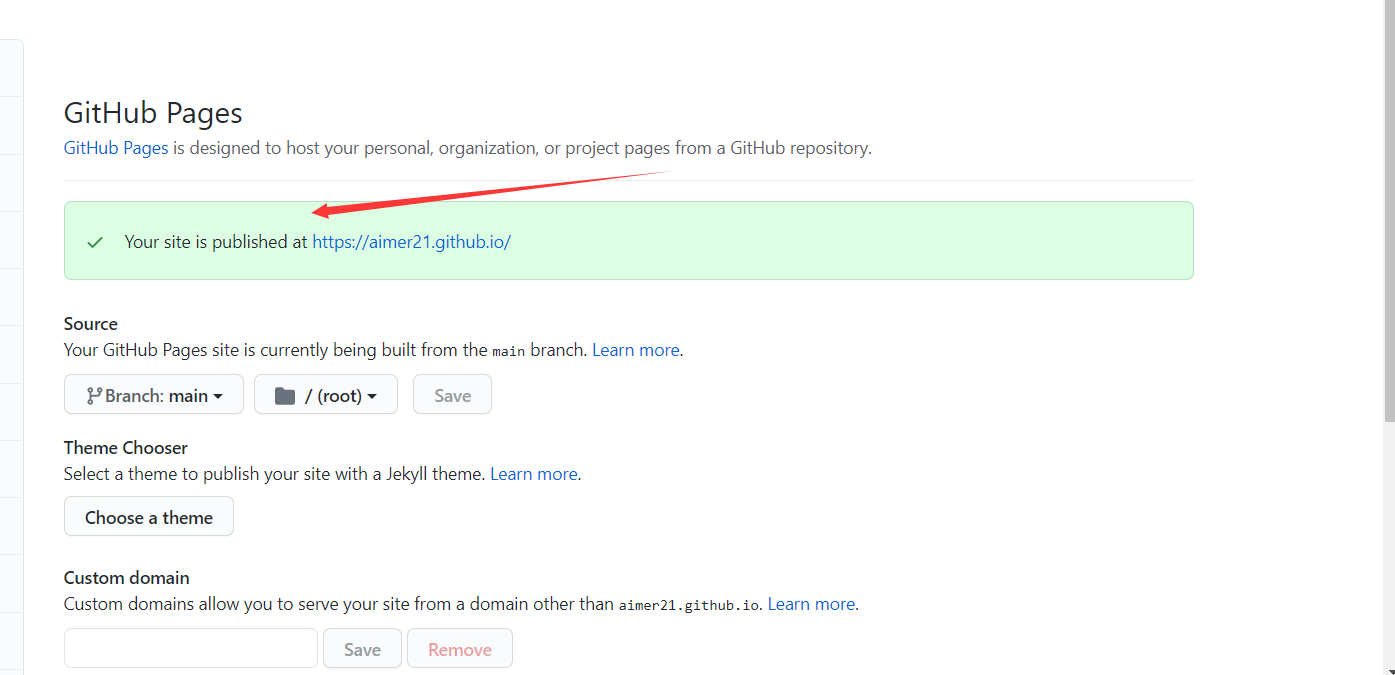 GitHub Pages
GitHub Pages is designed to host your personal, organization, or project pages from a GitHub repository.
Your site is published at https://aimer21.github.io/
Source
Your GitHub Pages site is currently being built from the main branch. Learn more.
Branch: main
/ (root)
Save
Theme Chooser
Select a theme to publish your site with a Jekyll theme. Learn more.
Choose a theme
Custom domain
Custom domains allow you to serve your site from a domain other than aimer21.github.io. Learn more.
Save
Remove